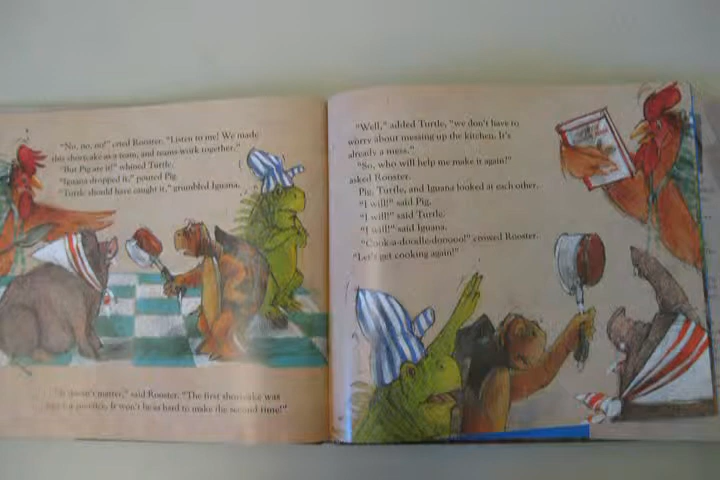 "No, no, no!" cried Rooster. "Listen to me! We made
this shortcake as a team, and teams work together."
"But Pig ate it!" whined Turtle.
"Iguana dropped it," pouted Pig.
"Turtle should have caught it," grumbled Iguana.
doesn't matter," said Rooster. "The first shortcake was
just for practice. It won't be as hard to make the second time!"
"Well," added Turtle, "we don't have to
worry about messing up the kitchen. It's
already a mess."
"So, who will help me make it again?"
asked Rooster.
Pig, Turtle, and Iguana looked at each other.
"I will!" said Pig.
"I will!" said Turtle.
"I will!" said Iguana.
"Cook-a-doodle-dooooo!" crowed Rooster.
"Let's get cooking again!"